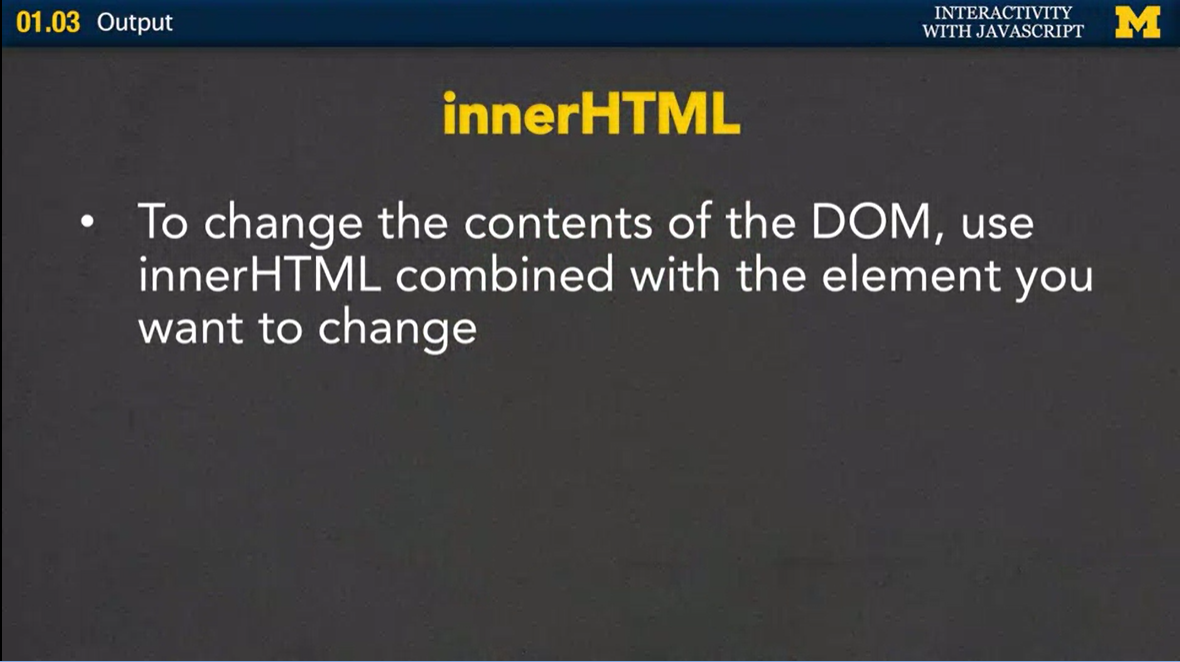 01.03 Output
INTERACTIVITY
WITH JAVASCRIPT
M
innerHTML
• To change the contents of the DOM, use
innerHTML combined with the element you
want to change